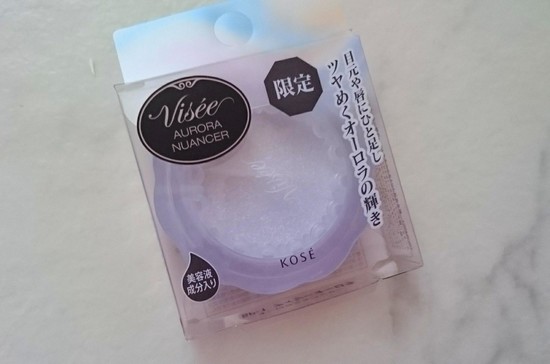 Visée
AURORA
NUANCER
限定
目元や唇にひと足し
ツヤめくオーロラの輝き
KOSÉ
美容液
成分入り